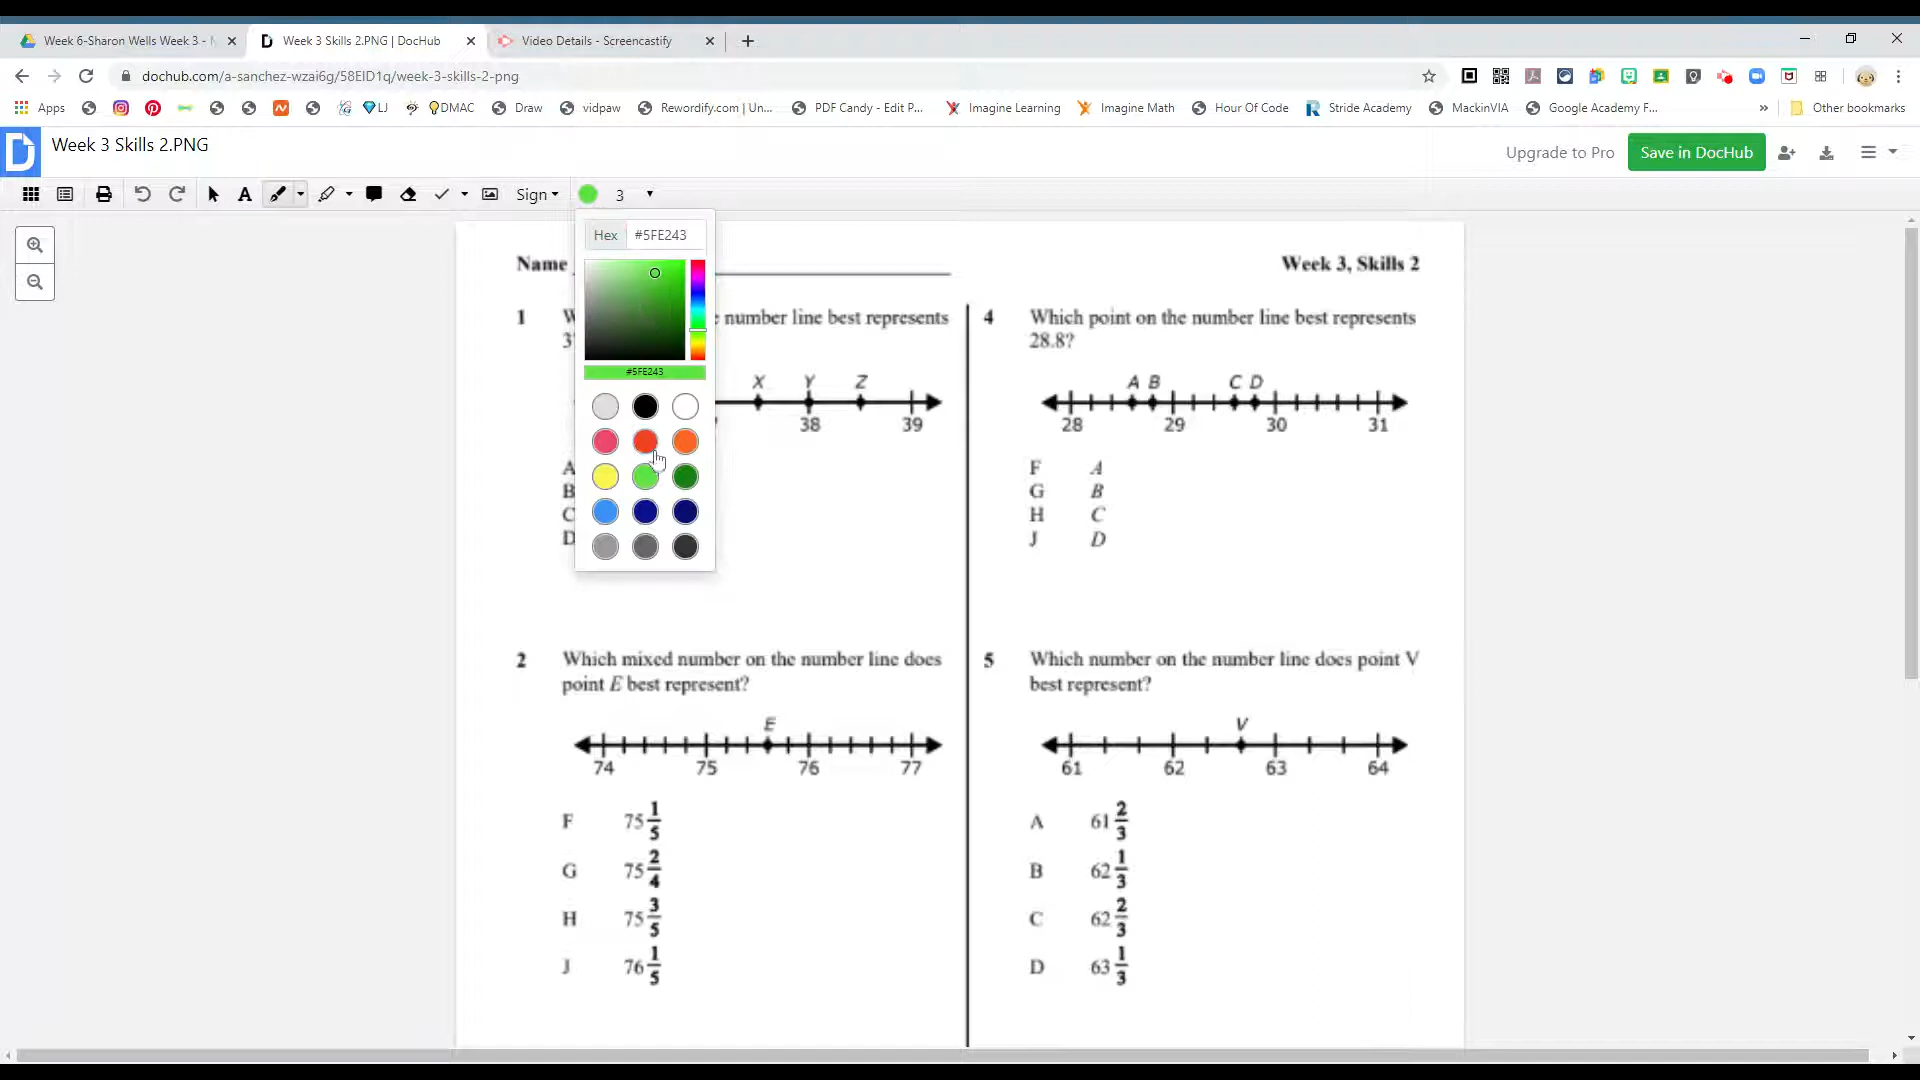 Week 6-Sharon Wells Week 3 -
Week 3 Skills 2.PNG | DocHub
Video Details - Screencastify
dochub.com/a-sanchez-wzai6g/58EID1q/week-3-skills-2-png
Apps
LJ
DMAC
Draw
vidpaw
Rewordify.com | Un...
PDF Candy - Edit P...
Imagine Learning
Imagine Math
Hour Of Code
Stride Academy
MackinVIA
Google Academy F...
»
Other bookmarks
Week 3 Skills 2.PNG
Upgrade to Pro
Save in DocHub
A
Sign
3
Hex #5FE243
#5FE243
Name
Week 3, Skills 2
1
number line best represents
X Y Z
38 39
A
B
C
D
2 Which mixed number on the number line does
point E best represent?
E
74 75 76 77
F 75 1/5
G 75 2/4
H 75 3/5
J 76 1/5
4 Which point on the number line best represents
28.8?
A B C D
28 29 30 31
F A
G B
H C
J D
5 Which number on the number line does point V
best represent?
V
61 62 63 64
A 61 2/3
B 62 1/3
C 62 2/3
D 63 1/3